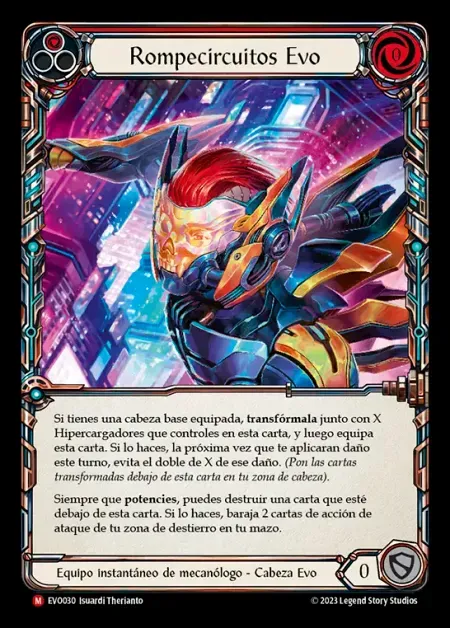 Rompecircuitos Evo
0
Si tienes una cabeza base equipada, transfórmala junto con X
Hipercargadores que controles en esta carta, y luego equipa
esta carta. Si lo haces, la próxima vez que te aplicaran daño
este turno, evita el doble de X de ese daño. (Pon las cartas
transformadas debajo de esta carta en tu zona de cabeza).
Siempre que potencies, puedes destruir una carta que esté
debajo de esta carta. Si lo haces, baraja 2 cartas de acción de
ataque de tu zona de destierro en tu mazo.
Equipo instantáneo de mecanólogo - Cabeza Evo
0
M EVO030 Isuardi Therianto
© 2023 Legend Story Studios